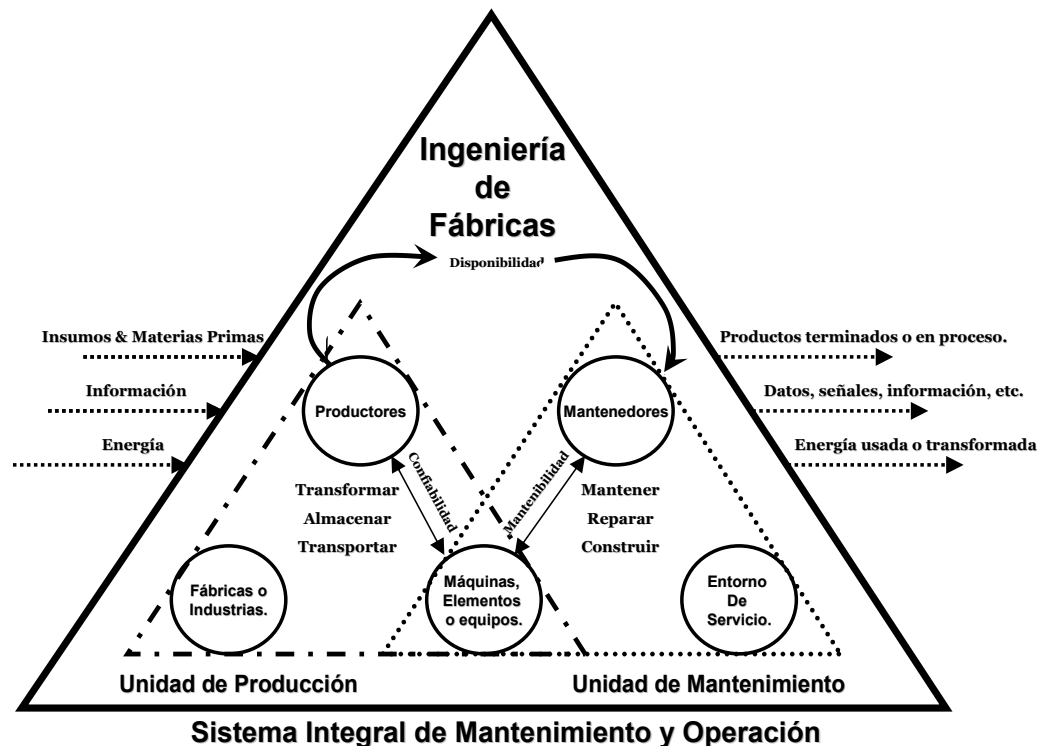 Ingeniería
de
Fábricas
Disponibilidad
Insumos & Materias Primas
Información
Energía
Productos terminados o en proceso.
Datos, señales, información, etc.
Energía usada o transformada
Productores
Mantenedores
Confiabilidad
Mantenibilidad
Transformar
Almacenar
Transportar
Mantener
Reparar
Construir
Fábricas o
Industrias.
Máquinas,
Elementos
o equipos.
Entorno
De
Servicio.
Unidad de Producción
Unidad de Mantenimiento
Sistema Integral de Mantenimiento y Operación